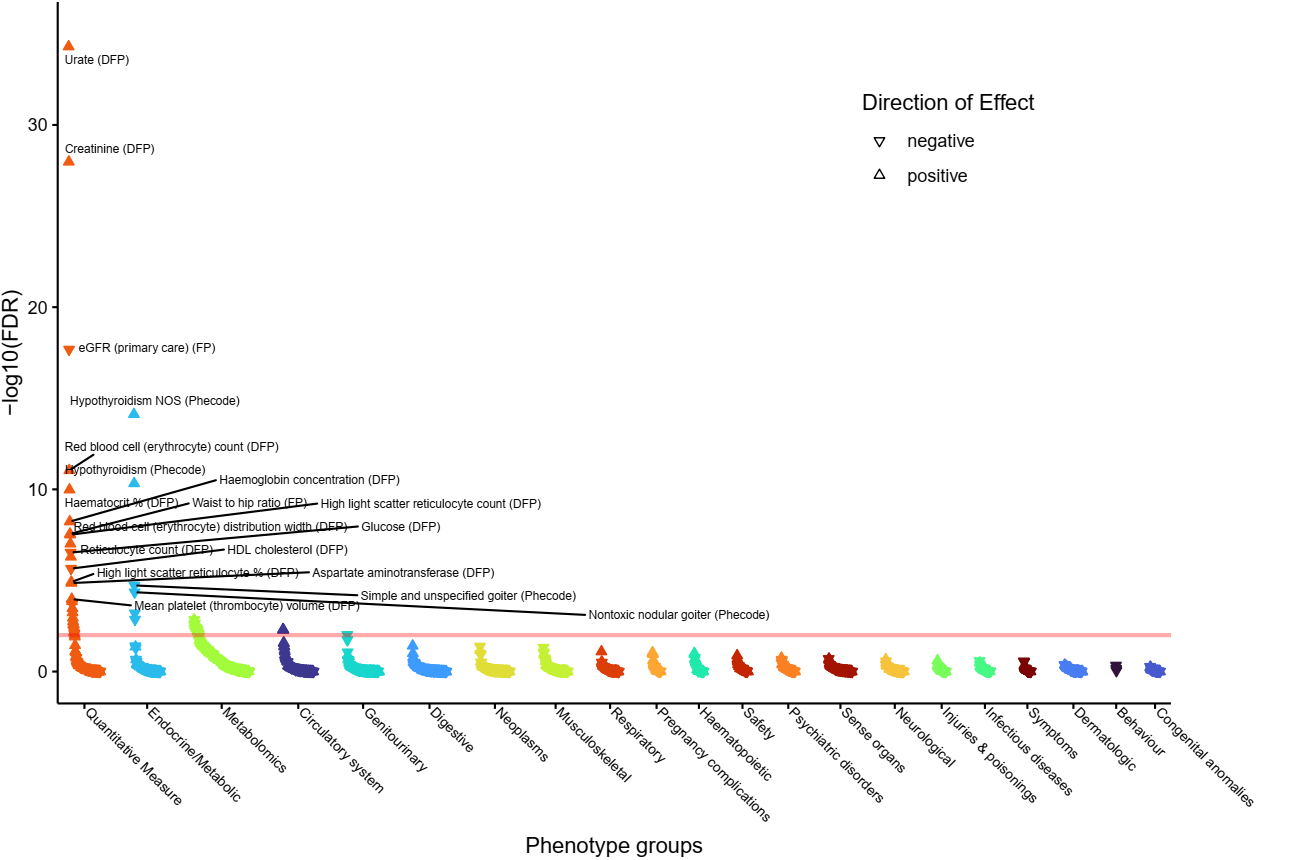 Urate (DFP)
Direction of Effect
negative
positive
30
Creatinine (DFP)
−log10(FDR)
20
eGFR (primary care) (FP)
Hypothyroidism NOS (Phecode)
Red blood cell (erythrocyte) count (DFP)
Hypothyroidism (Phecode)
Haemoglobin concentration (DFP)
10
Haematocrit % (DFP)
Waist to hip ratio (FP)
High light scatter reticulocyte count (DFP)
Red blood cell (erythrocyte) distribution width (DFP)
Glucose (DFP)
Reticulocyte count (DFP)
HDL cholesterol (DFP)
High light scatter reticulocyte % (DFP)
Aspartate aminotransferase (DFP)
Simple and unspecified goiter (Phecode)
Mean platelet (thrombocyte) volume (DFP)
Nontoxic nodular goiter (Phecode)
0
Quantitative Measure
Endocrine/Metabolic
Metabolomics
Circulatory system
Genitourinary
Digestive
Neoplasms
Musculoskeletal
Respiratory
Pregnancy complications
Haematopoietic
Safety
Psychiatric disorders
Sense organs
Neurological
Injuries & poisonings
Infectious diseases
Symptoms
Dermatologic
Behaviour
Congenital anomalies
Phenotype groups